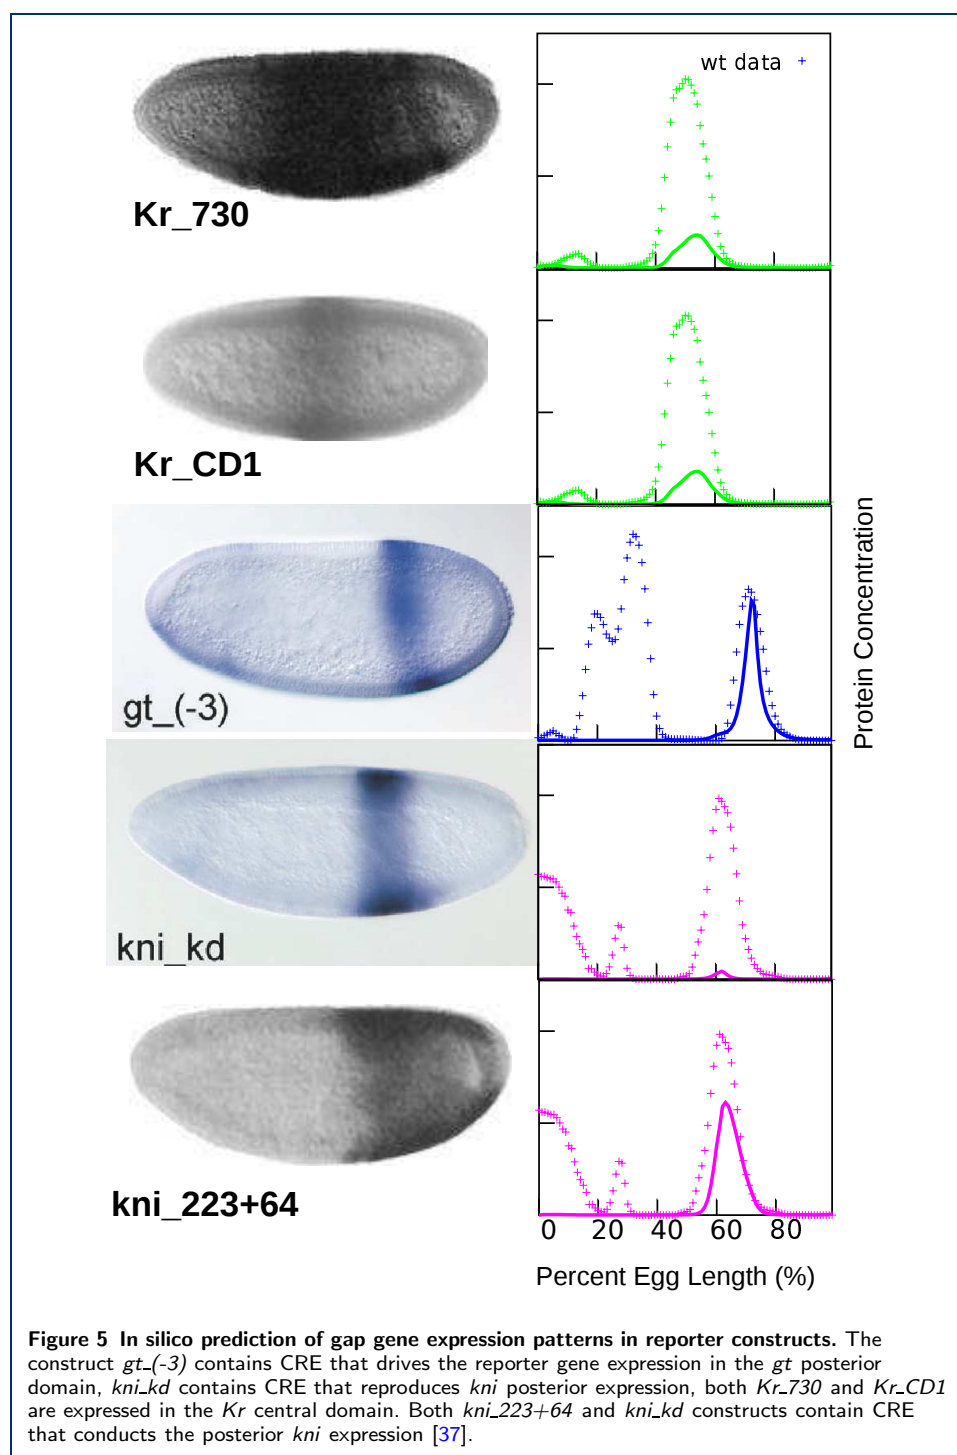 wt data
Kr_730
Kr_CD1
gt_(-3)
kni_kd
kni_223+64
Protein Concentration
0 20 40 60 80
Percent Egg Length (%)
Figure 5 In silico prediction of gap gene expression patterns in reporter constructs. The
construct gt_(-3) contains CRE that drives the reporter gene expression in the gt posterior
domain, kni_kd contains CRE that reproduces kni posterior expression, both Kr_730 and Kr_CD1
are expressed in the Kr central domain. Both kni_223+64 and kni_kd constructs contain CRE
that conducts the posterior kni expression [37].